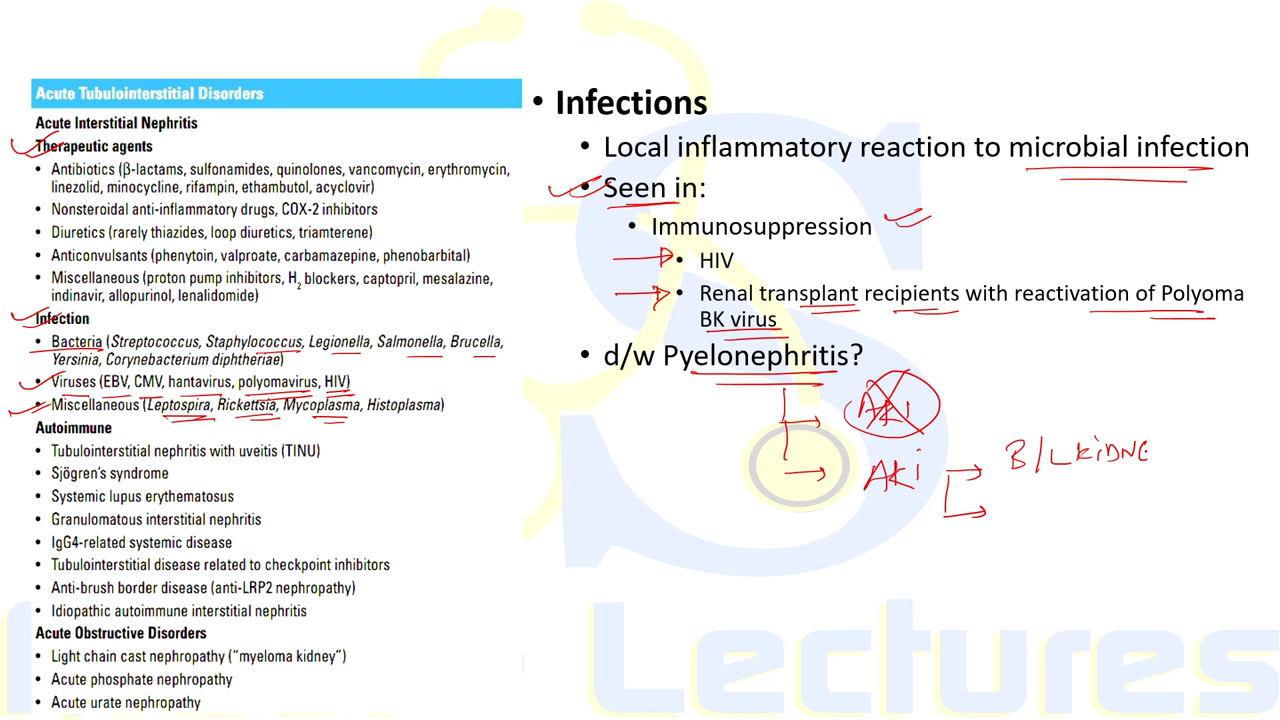 Acute Tubulointerstitial Disorders
Acute Interstitial Nephritis
Therapeutic agents
• Antibiotics (β-lactams, sulfonamides, quinolones, vancomycin, erythromycin,
linezolid, minocycline, rifampin, ethambutol, acyclovir)
• Nonsteroidal anti-inflammatory drugs, COX-2 inhibitors
• Diuretics (rarely thiazides, loop diuretics, triamterene)
• Anticonvulsants (phenytoin, valproate, carbamazepine, phenobarbital)
• Miscellaneous (proton pump inhibitors, H2 blockers, captopril, mesalazine,
indinavir, allopurinol, lenalidomide)
Infection
• Bacteria (Streptococcus, Staphylococcus, Legionella, Salmonella, Brucella,
Yersinia, Corynebacterium diphtheriae)
• Viruses (EBV, CMV, hantavirus, polyomavirus, HIV)
• Miscellaneous (Leptospira, Rickettsia, Mycoplasma, Histoplasma)
Autoimmune
• Tubulointerstitial nephritis with uveitis (TINU)
• Sjögren's syndrome
• Systemic lupus erythematosus
• Granulomatous interstitial nephritis
• IgG4-related systemic disease
• Tubulointerstitial disease related to checkpoint inhibitors
• Anti-brush border disease (anti-LRP2 nephropathy)
• Idiopathic autoimmune interstitial nephritis
Acute Obstructive Disorders
• Light chain cast nephropathy ("myeloma kidney")
• Acute phosphate nephropathy
• Acute urate nephropathy
• Infections
• Local inflammatory reaction to microbial infection
• Seen in:
• Immunosuppression
• HIV
• Renal transplant recipients with reactivation of Polyoma
BK virus
• d/w Pyelonephritis?
AKi
AKi
B/L KiDNE
Lectures